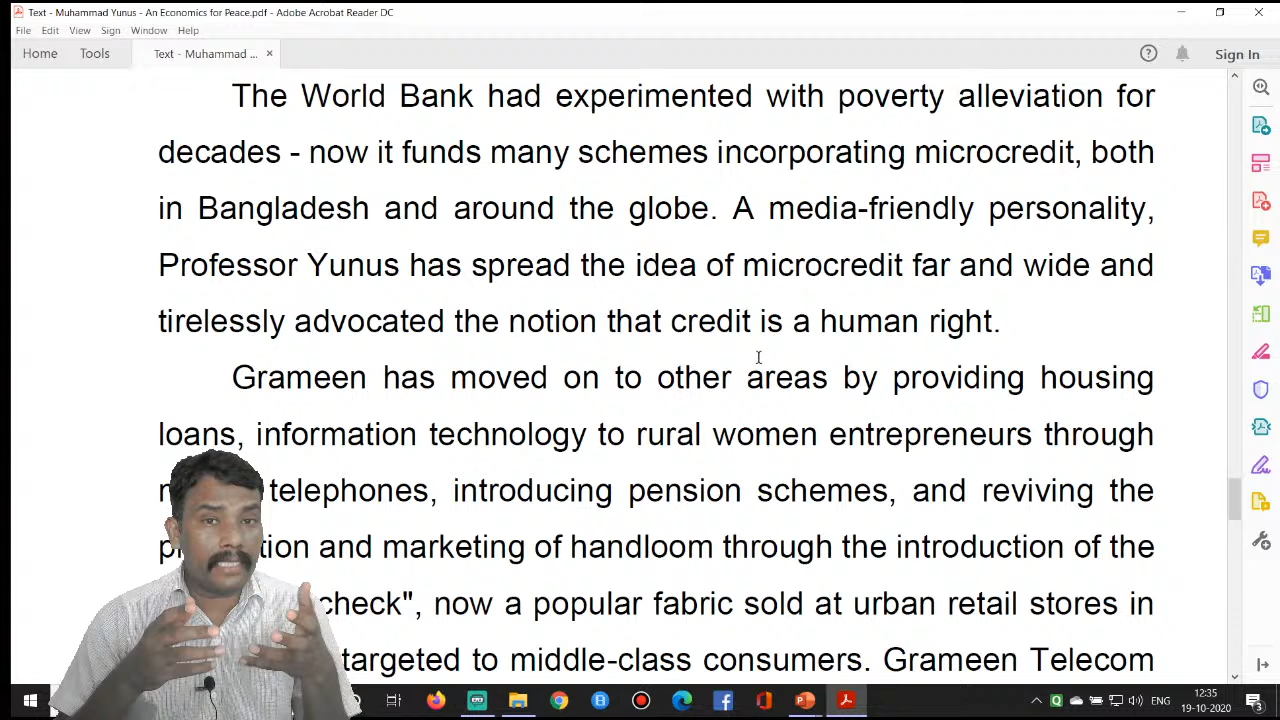 Text - Muhammad Yunus - An Economics for Peace.pdf - Adobe Acrobat Reader DC
File Edit View Sign Window Help
Home Tools Text - Muhammad ... × Sign In
The World Bank had experimented with poverty alleviation for
decades - now it funds many schemes incorporating microcredit, both
in Bangladesh and around the globe. A media-friendly personality,
Professor Yunus has spread the idea of microcredit far and wide and
tirelessly advocated the notion that credit is a human right.
Grameen has moved on to other areas by providing housing
loans, information technology to rural women entrepreneurs through
telephones, introducing pension schemes, and reviving the
and marketing of handloom through the introduction of the
check", now a popular fabric sold at urban retail stores in
targeted to middle-class consumers. Grameen Telecom
ENG
12:35
19-10-2020